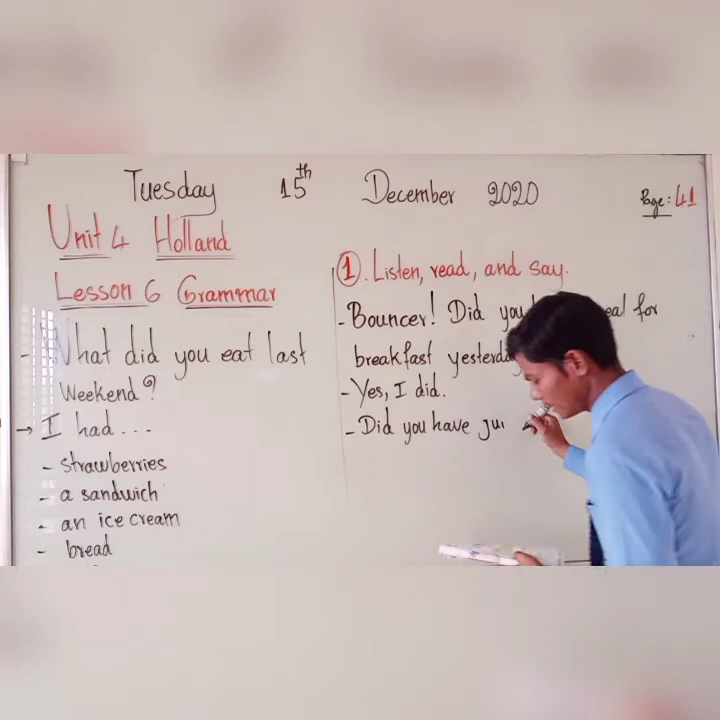 Tuesday 15th December 2020
Page: 41
Unit 4 Holland
Lesson 6 Grammar
- What did you eat last
Weekend?
→ I had...
- strawberries
- a sandwich
- an ice cream
- bread
1. Listen, read, and say.
- Bouncer! Did you for
breakfast
- Yes, I did.
- Did you have